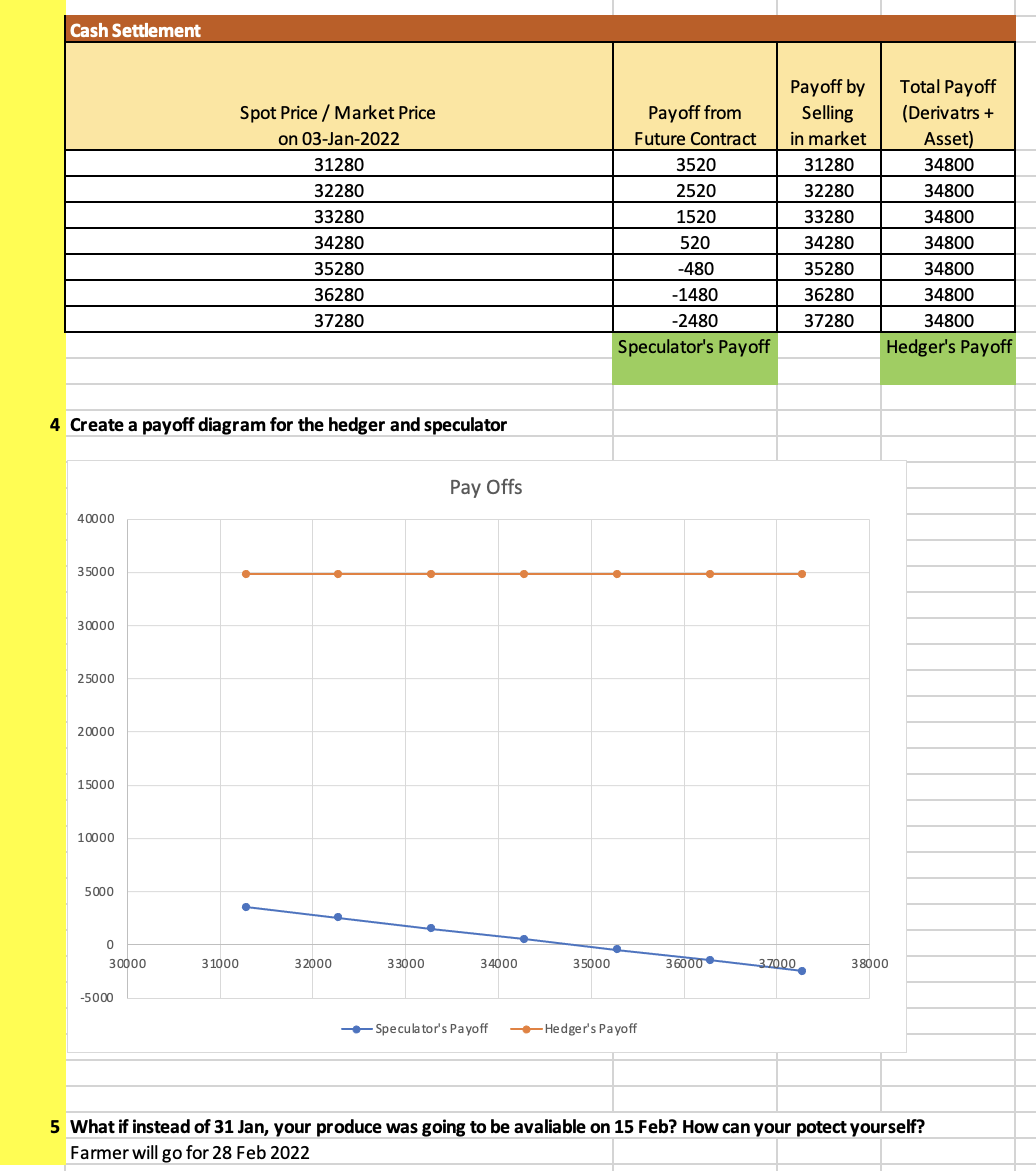 Cash Settlement
Spot Price / Market Price
on 03-Jan-2022
Payoff from
Future Contract
Payoff by
Selling
in market
Total Payoff
(Derivatrs +
Asset)
31280 3520 31280 34800
32280 2520 32280 34800
33280 1520 33280 34800
34280 520 34280 34800
35280 -480 35280 34800
36280 -1480 36280 34800
37280 -2480 37280 34800
Speculator's Payoff Hedger's Payoff
4 Create a payoff diagram for the hedger and speculator
Pay Offs
40000
35000
30000
25000
20000
15000
10000
5000
0
30000 31000 32000 33000 34000 35000 36000 37000 38000
-5000
Speculator's Payoff Hedger's Payoff
5 What if instead of 31 Jan, your produce was going to be avaliable on 15 Feb? How can your potect yourself?
Farmer will go for 28 Feb 2022